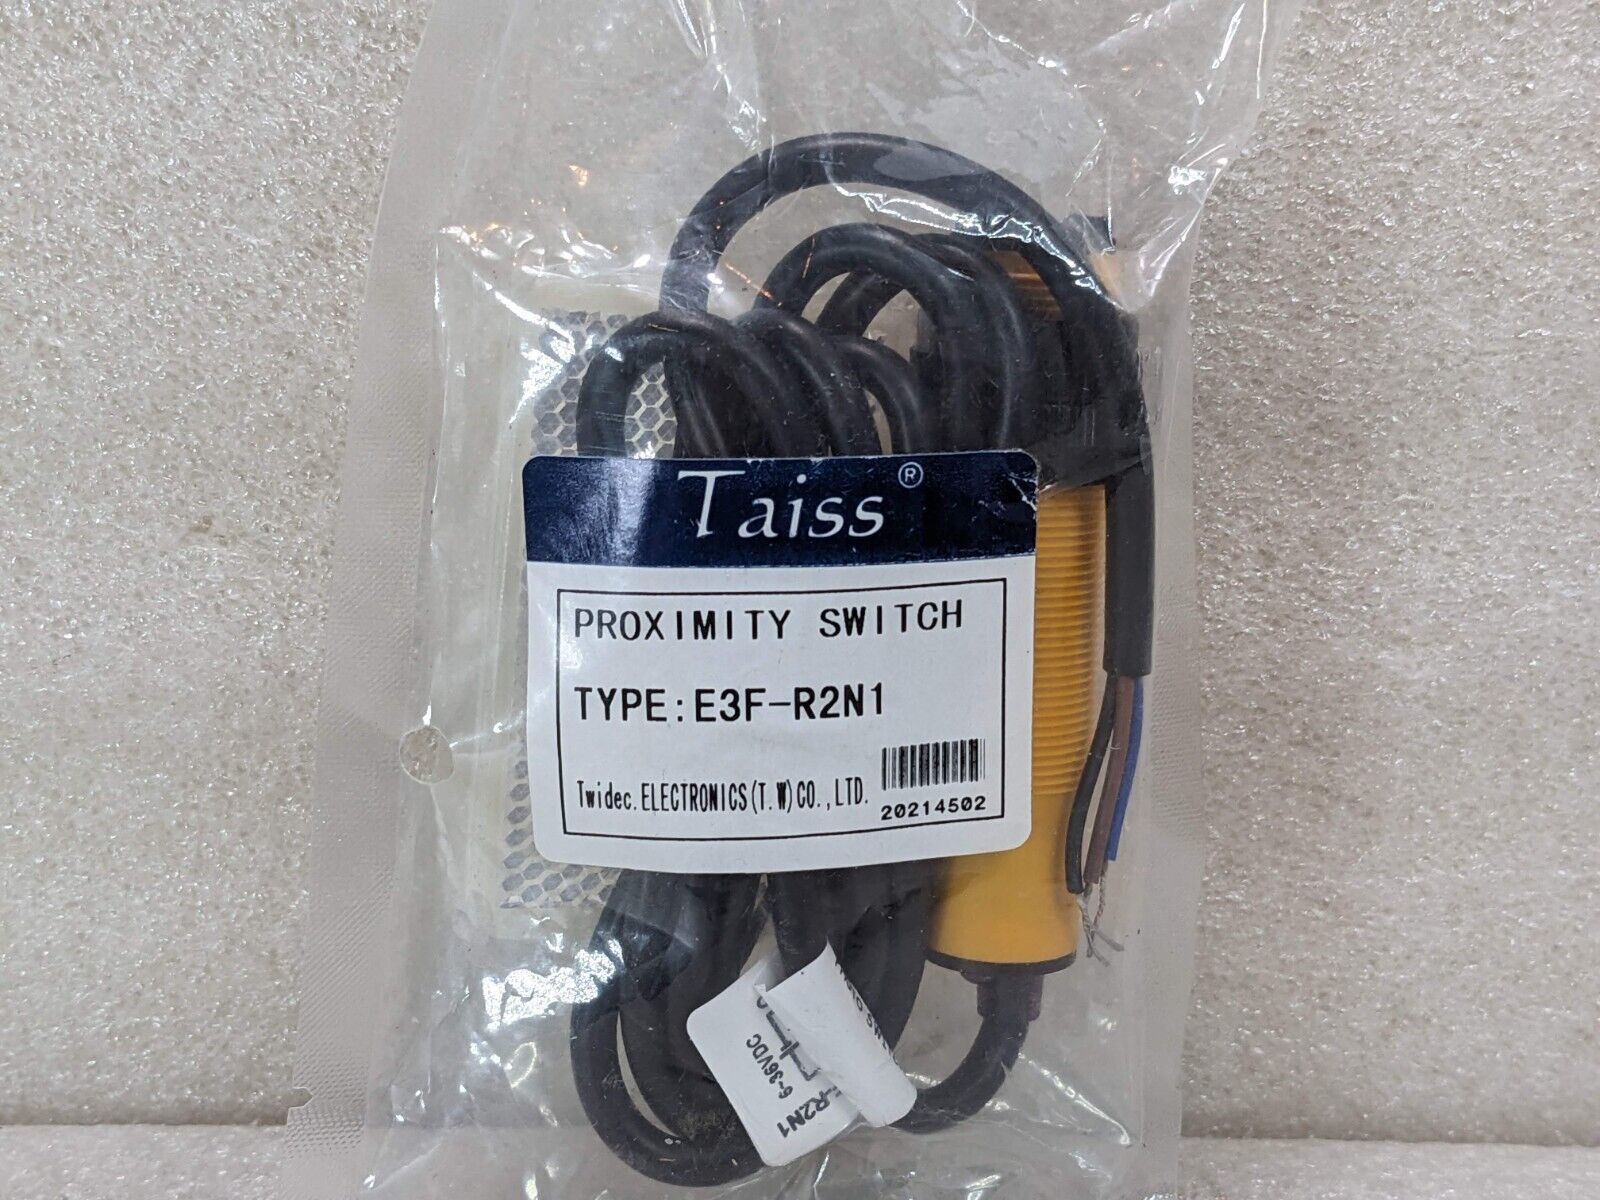 Taiss®
PROXIMITY SWITCH
TYPE:E3F-R2N1
Twidec.ELECTRONICS(T.W)CO.,LTD.
20214502
6~36VDC
-R2N1